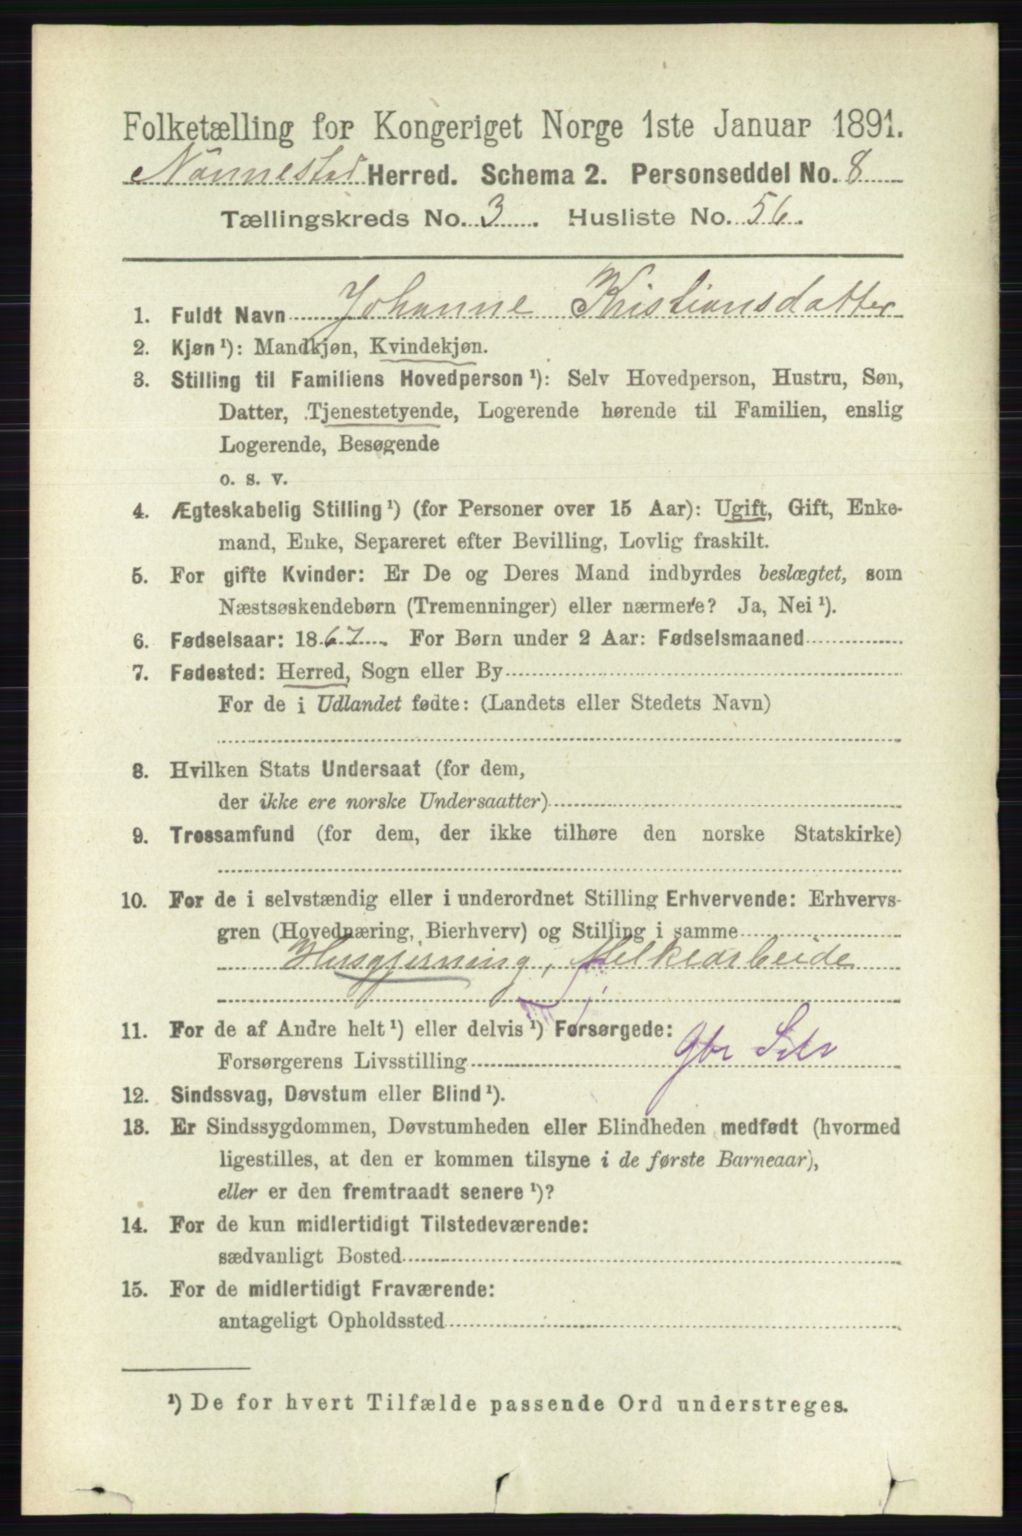 Folketælling for Kongeriget Norge 1ste Januar 1891.
Nannestad Herred. Schema 2. Personseddel No. 8
Tællingskreds No. 3. Husliste No. 56.
1. Fuldt Navn Johanne Kristiansdatter
2. Kjøn ¹): Mandkjøn, Kvindekjøn.
3. Stilling til Familiens Hovedperson ¹): Selv Hovedperson, Hustru, Søn,
Datter, Tjenestetyende, Logerende hørende til Familien, enslig
Logerende, Besøgende
o. s. v.
4. Ægteskabelig Stilling ¹) (for Personer over 15 Aar): Ugift, Gift, Enke-
mand, Enke, Separeret efter Bevilling, Lovlig fraskilt.
5. For gifte Kvinder: Er De og Deres Mand indbyrdes beslægtet, som
Næstsøskendebørn (Tremenninger) eller nærmere? Ja, Nei ¹).
6. Fødselsaar: 1867. For Børn under 2 Aar: Fødselsmaaned
7. Fødested: Herred, Sogn eller By
For de i Udlandet fødte: (Landets eller Stedets Navn)
8. Hvilken Stats Undersaat (for dem,
der ikke ere norske Undersaatter)
9. Trossamfund (for dem, der ikke tilhøre den norske Statskirke)
10. For de i selvstændig eller i underordnet Stilling Erhvervende: Erhvervs-
gren (Hovednæring, Bierhverv) og Stilling i samme
Husgjerning, Melkearbeide
11. For de af Andre helt ¹) eller delvis ¹) Forsørgede:
Forsørgerens Livsstilling Gbr
12. Sindssvag, Døvstum eller Blind ¹).
13. Er Sindssygdommen, Døvstumheden eller Blindheden medfødt (hvormed
ligestilles, at den er kommen tilsyne i de første Barneaar),
eller er den fremtraadt senere ¹)?
14. For de kun midlertidigt Tilstedeværende:
sædvanligt Bosted
15. For de midlertidigt Fraværende:
antageligt Opholdssted
¹) De for hvert Tilfælde passende Ord understreges.